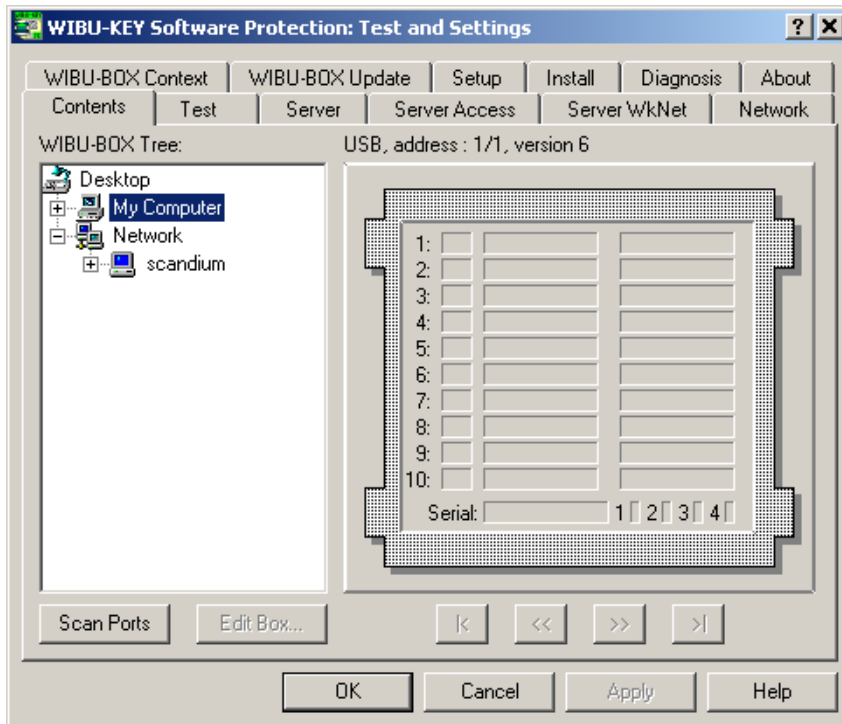 WIBU-KEY Software Protection: Test and Settings
WIBU-BOX Context WIBU-BOX Update Setup Install Diagnosis About
Contents Test Server Server Access Server WkNet Network
WIBU-BOX Tree: USB, address : 1/1, version 6
Desktop
My Computer
Network
scandium
1:
2:
3:
4:
5:
6:
7:
8:
9:
10:
Serial: 1 2 3 4
Scan Ports Edit Box... |< << >> >|
OK Cancel Apply Help